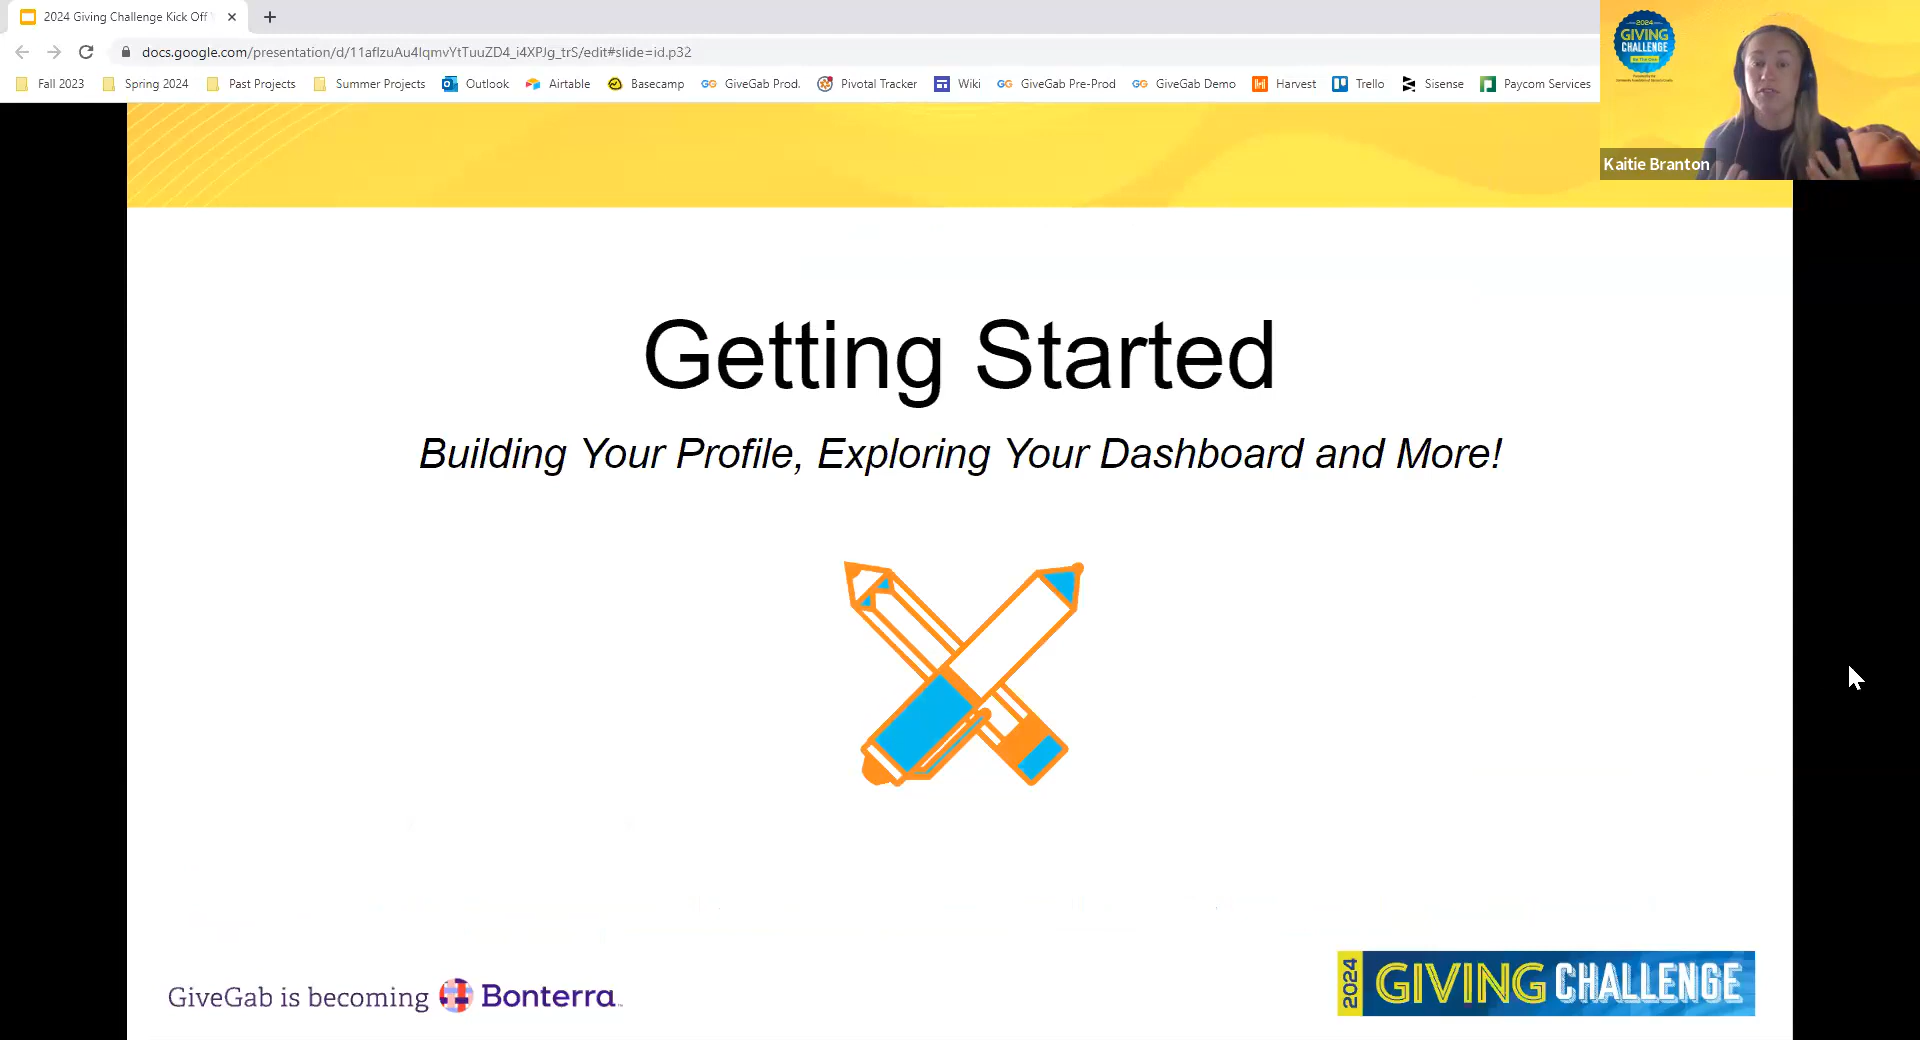 2024 Giving Challenge Kick Off
docs.google.com/presentation/d/11aflzuAu4lqmvYtTuuZD4_i4XPJg_trS/edit#slide=id.p32
Fall 2023 Spring 2024 Past Projects Summer Projects Outlook Airtable Basecamp GiveGab Prod. Pivotal Tracker Wiki GiveGab Pre-Prod GiveGab Demo Harvest Trello Sisense Paycom Services
2024
GIVING
CHALLENGE
Be The One
Kaitie Branton
Getting Started
Building Your Profile, Exploring Your Dashboard and More!
GiveGab is becoming Bonterra
2024 GIVING CHALLENGE